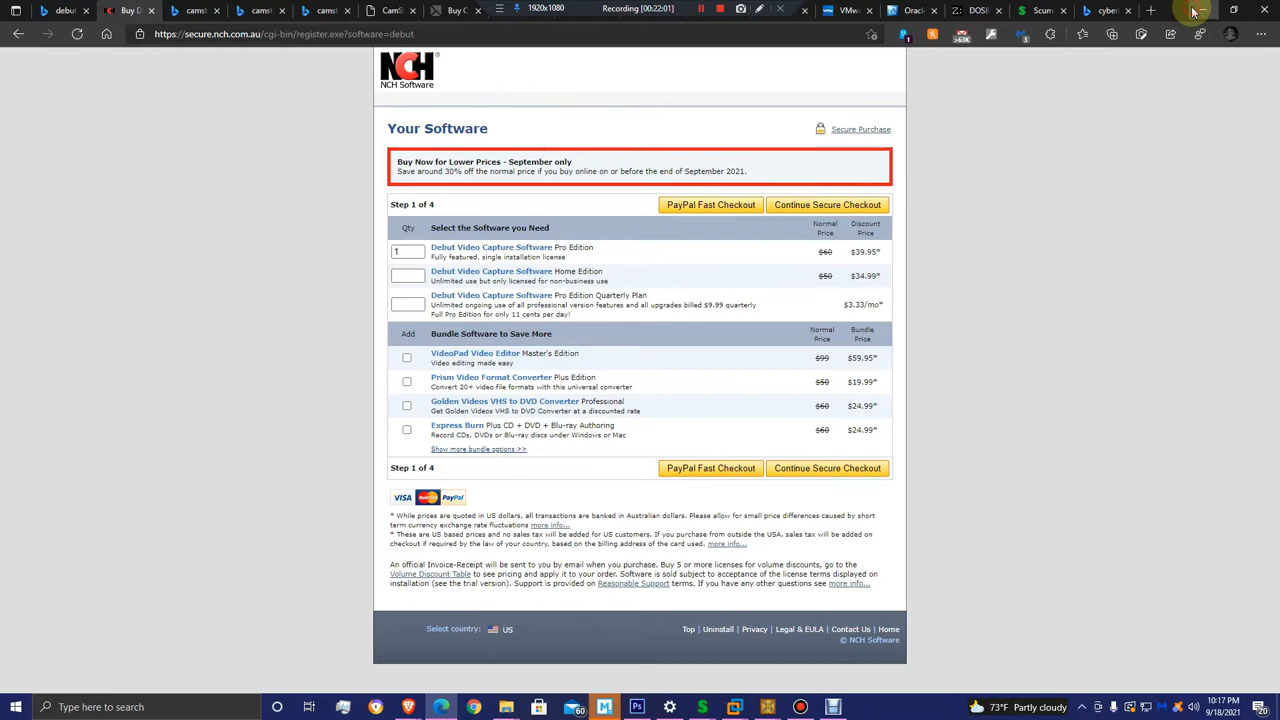 debu
Buy D
cams
cams
cams
CamS
Buy C
1920x1080
Recording [00:22:01]
VMwa
Oracl
DOSB
Scum
cybe
https://secure.nch.com.au/cgi-bin/register.exe?software=debut
NCH
NCH Software
Your Software
Secure Purchase
Buy Now for Lower Prices - September only
Save around 30% off the normal price if you buy online on or before the end of September 2021.
Step 1 of 4
PayPal Fast Checkout
Continue Secure Checkout
Qty
Select the Software you Need
Normal Price
Discount Price
1
Debut Video Capture Software Pro Edition
$60
$39.95*
Fully featured, single installation license
Debut Video Capture Software Home Edition
$50
$34.99*
Unlimited use but only licensed for non-business use
Debut Video Capture Software Pro Edition Quarterly Plan
Unlimited ongoing use of all professional version features and all upgrades billed $9.99 quarterly
$3.33/mo*
Full Pro Edition for only 11 cents per day!
Add
Bundle Software to Save More
Normal Price
Bundle Price
VideoPad Video Editor Master's Edition
$99
$59.95*
Video editing made easy
Prism Video Format Converter Plus Edition
$50
$19.99*
Convert 20+ video file formats with this universal converter
Golden Videos VHS to DVD Converter Professional
$60
$24.99*
Get Golden Videos VHS to DVD Converter at a discounted rate
Express Burn Plus CD + DVD + Blu-ray Authoring
$60
$24.99*
Record CDs, DVDs or Blu-ray discs under Windows or Mac
Show more bundle options >>
Step 1 of 4
PayPal Fast Checkout
Continue Secure Checkout
VISA
MasterCard
PayPal
* While prices are quoted in US dollars, all transactions are banked in Australian dollars. Please allow for small price differences caused by short
term currency exchange rate fluctuations more info...
* These are US based prices and no sales tax will be added for US customers. If you purchase from outside the USA, sales tax will be added on
checkout if required by the law of your country, based on the billing address of the card used. more info...
An official Invoice-Receipt will be sent to you by email when you purchase. Buy 5 or more licenses for volume discounts, go to the
Volume Discount Table to see pricing and apply it to your order. Software is sold subject to acceptance of the license terms displayed on
installation (see the trial version). Support is provided on Reasonable Support terms. If you have any other questions see more info...
Select country: US
Top | Uninstall | Privacy | Legal & EULA | Contact Us | Home
© NCH Software
Type here to search
60
73°F Partly cloudy
10:17 PM
9/18/2021